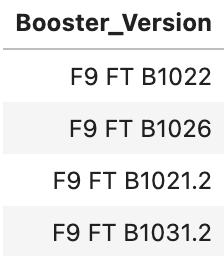 Booster_Version
F9 FT B1022
F9 FT B1026
F9 FT B1021.2
F9 FT B1031.2